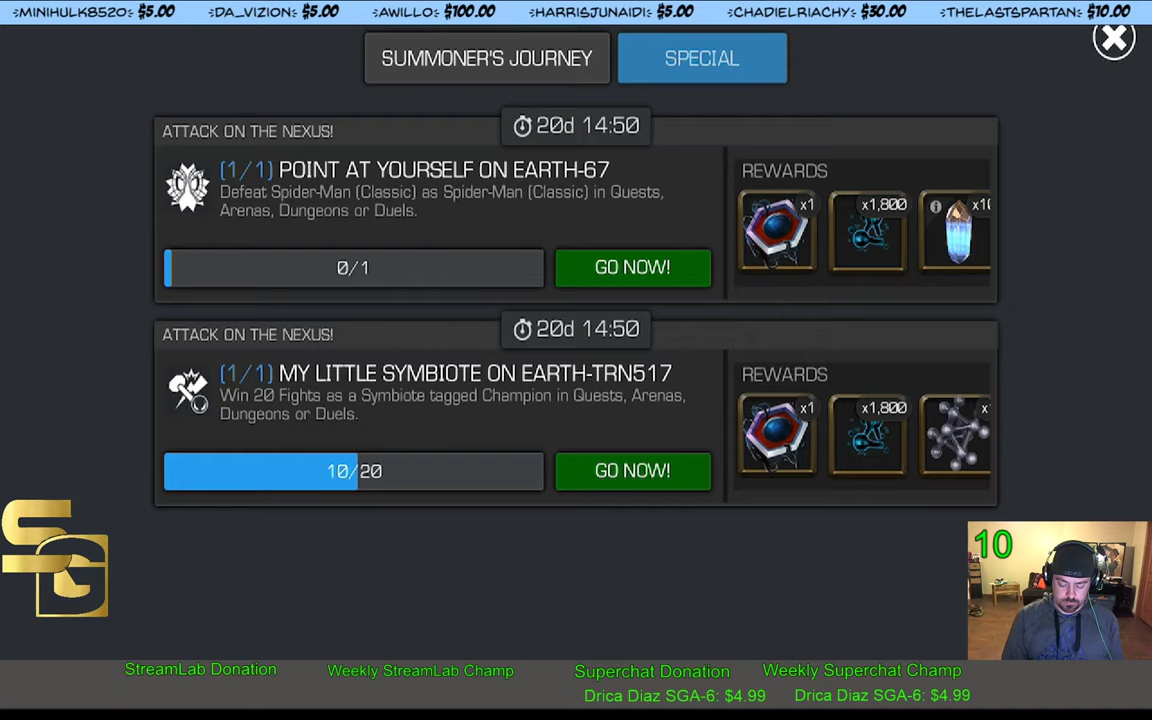 MINIHULK8520: $5.00 DA_VIZION: $5.00 AWILLO: $100.00 HARRISJUNAIDI: $5.00 CHADIELRIACHY: $30.00 THELASTSPARTAN: $10.00
SUMMONER'S JOURNEY SPECIAL
ATTACK ON THE NEXUS! 20d 14:50
(1/1) POINT AT YOURSELF ON EARTH-67
Defeat Spider-Man (Classic) as Spider-Man (Classic) in Quests,
Arenas, Dungeons or Duels.
0/1 GO NOW!
REWARDS
x1 x1,800 x10
ATTACK ON THE NEXUS! 20d 14:50
(1/1) MY LITTLE SYMBIOTE ON EARTH-TRN517
Win 20 Fights as a Symbiote tagged Champion in Quests, Arenas,
Dungeons or Duels.
10/20 GO NOW!
REWARDS
x1 x1,800
SG
10
StreamLab Donation Weekly StreamLab Champ Superchat Donation Weekly Superchat Champ
Drica Diaz SGA-6: $4.99 Drica Diaz SGA-6: $4.99